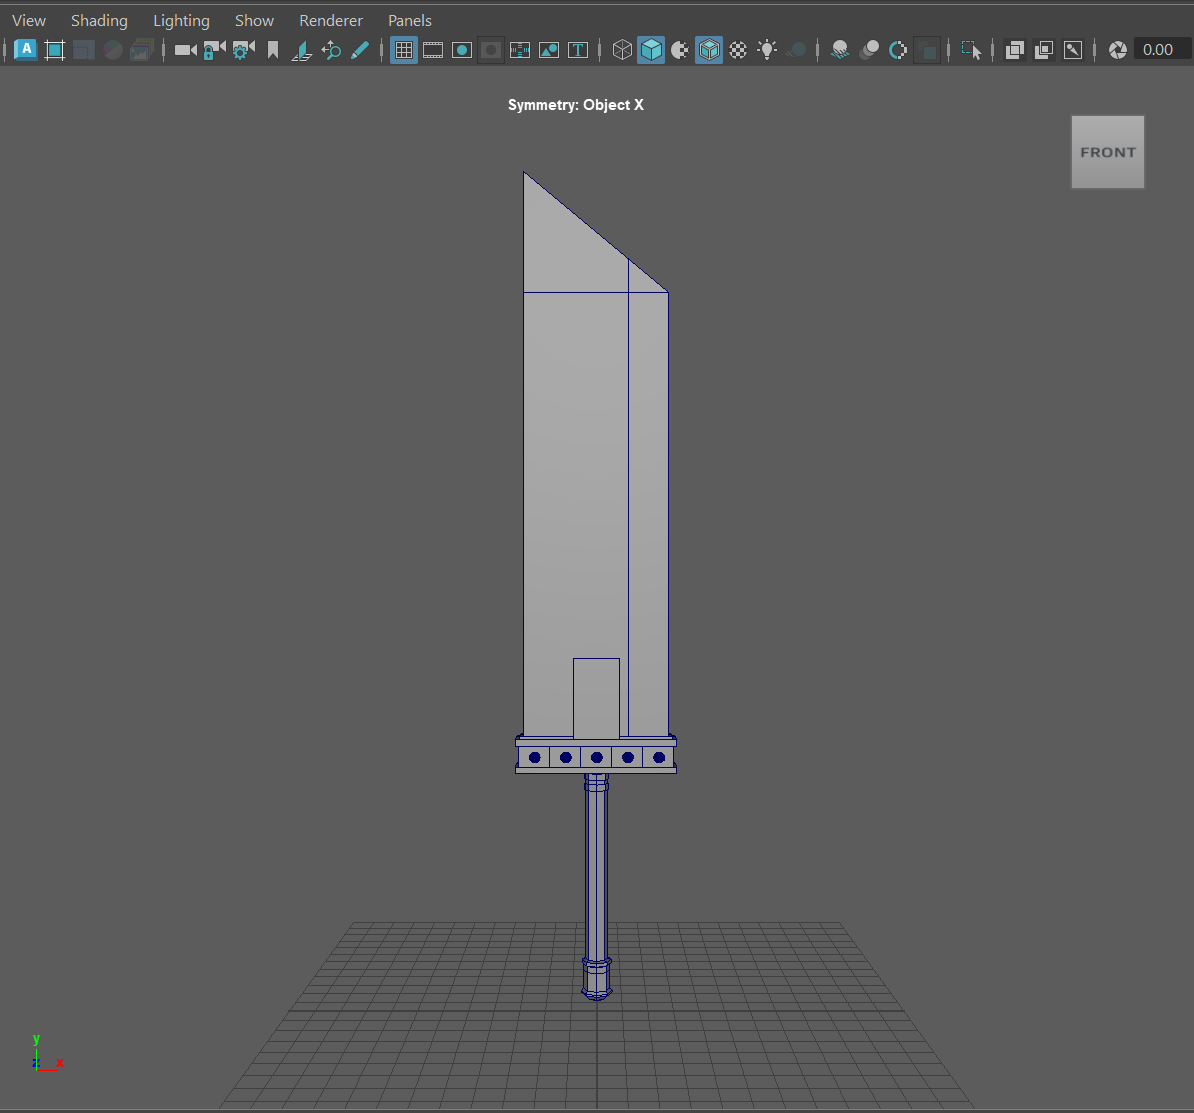 View Shading Lighting Show Renderer Panels
A T 0.00
Symmetry: Object X
FRONT
y
z x